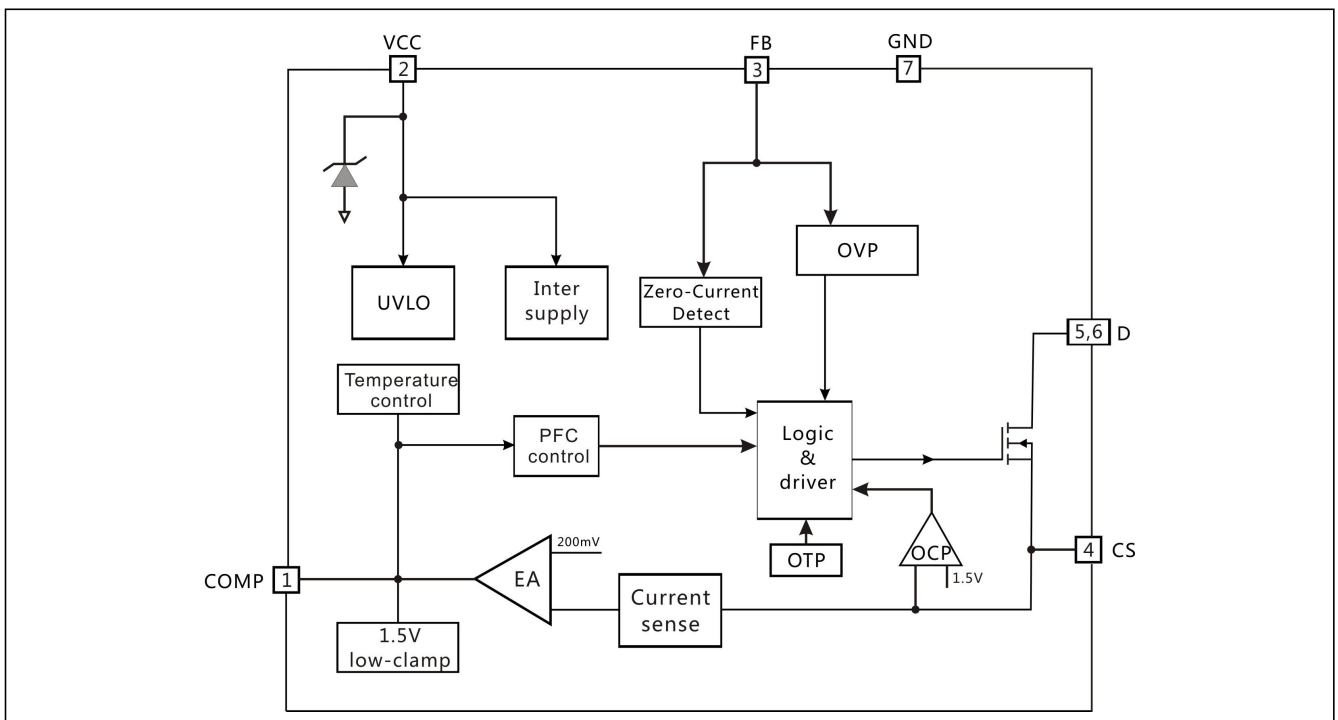 VCC
FB
GND
2
3
7
OVP
UVLO
Inter
supply
Zero-Current
Detect
5,6
D
Temperature
control
PFC
control
Logic
&
driver
200mV
OCP
4
CS
OTP
1.5V
COMP
1
EA
Current
sense
1.5V
low-clamp